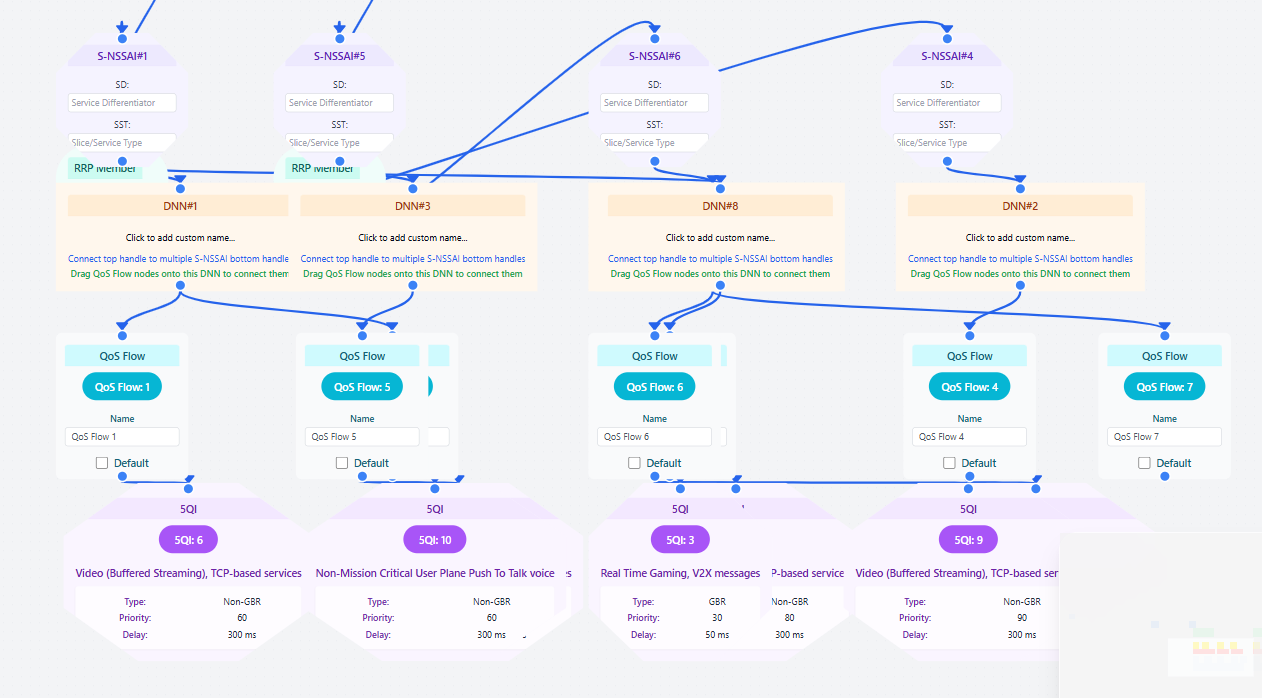 S-NSSAI#1 S-NSSAI#5 S-NSSAI#6 S-NSSAI#4
SD: SD: SD: SD:
Service Differentiator Service Differentiator Service Differentiator Service Differentiator
SST: SST: SST: SST:
Slice/Service Type Slice/Service Type Slice/Service Type Slice/Service Type
RRP Member RRP Member
DNN#1 DNN#3 DNN#8 DNN#2
Click to add custom name... Click to add custom name... Click to add custom name... Click to add custom name...
Connect top handle to multiple S-NSSAI bottom handles Connect top handle to multiple S-NSSAI bottom handles Connect top handle to multiple S-NSSAI bottom handles Connect top handle to multiple S-NSSAI bottom handles
Drag QoS Flow nodes onto this DNN to connect them Drag QoS Flow nodes onto this DNN to connect them Drag QoS Flow nodes onto this DNN to connect them Drag QoS Flow nodes onto this DNN to connect them
QoS Flow QoS Flow QoS Flow QoS Flow QoS Flow
QoS Flow: 1 QoS Flow: 5 QoS Flow: 6 QoS Flow: 4 QoS Flow: 7
Name Name Name Name Name
QoS Flow 1 QoS Flow 5 QoS Flow 6 QoS Flow 4 QoS Flow 7
Default Default Default Default Default
5QI 5QI 5QI 5QI
5QI: 6 5QI: 10 5QI: 3 5QI: 9
Video (Buffered Streaming), TCP-based services Non-Mission Critical User Plane Push To Talk voice Real Time Gaming, V2X messages P-based service Video (Buffered Streaming), TCP-based ser
Type: Non-GBR Type: Non-GBR Type: GBR Non-GBR Type: Non-GBR
Priority: 60 Priority: 60 Priority: 30 80 Priority: 90
Delay: 300 ms Delay: 300 ms Delay: 50 ms 300 ms Delay: 300 ms